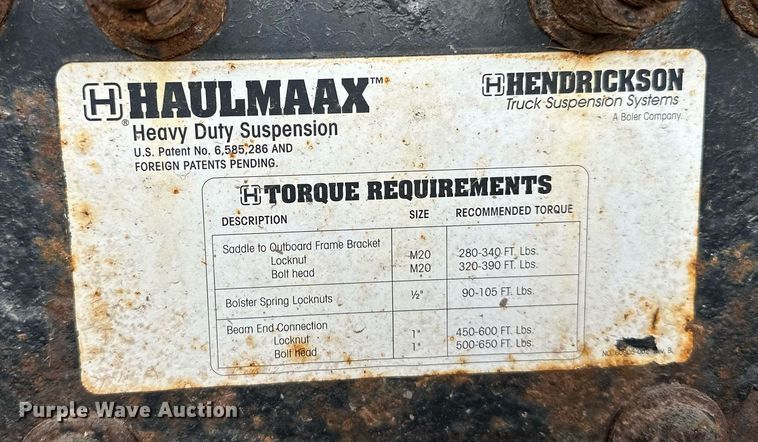 H HAULMAAX™
® Heavy Duty Suspension
U.S. Patent No. 6,585,286 AND
FOREIGN PATENTS PENDING.
H HENDRICKSON
Truck Suspension Systems
A Boler Company
H TORQUE REQUIREMENTS
DESCRIPTION SIZE RECOMMENDED TORQUE
Saddle to Outboard Frame Bracket
Locknut M20 280-340 FT. Lbs.
Bolt head M20 320-390 FT. Lbs.
Bolster Spring Locknuts ½" 90-105 FT. Lbs.
Beam End Connection
Locknut 1" 450-600 FT. Lbs.
Bolt head 1" 500-650 FT. Lbs.
Rev. B.
Purple Wave Auction